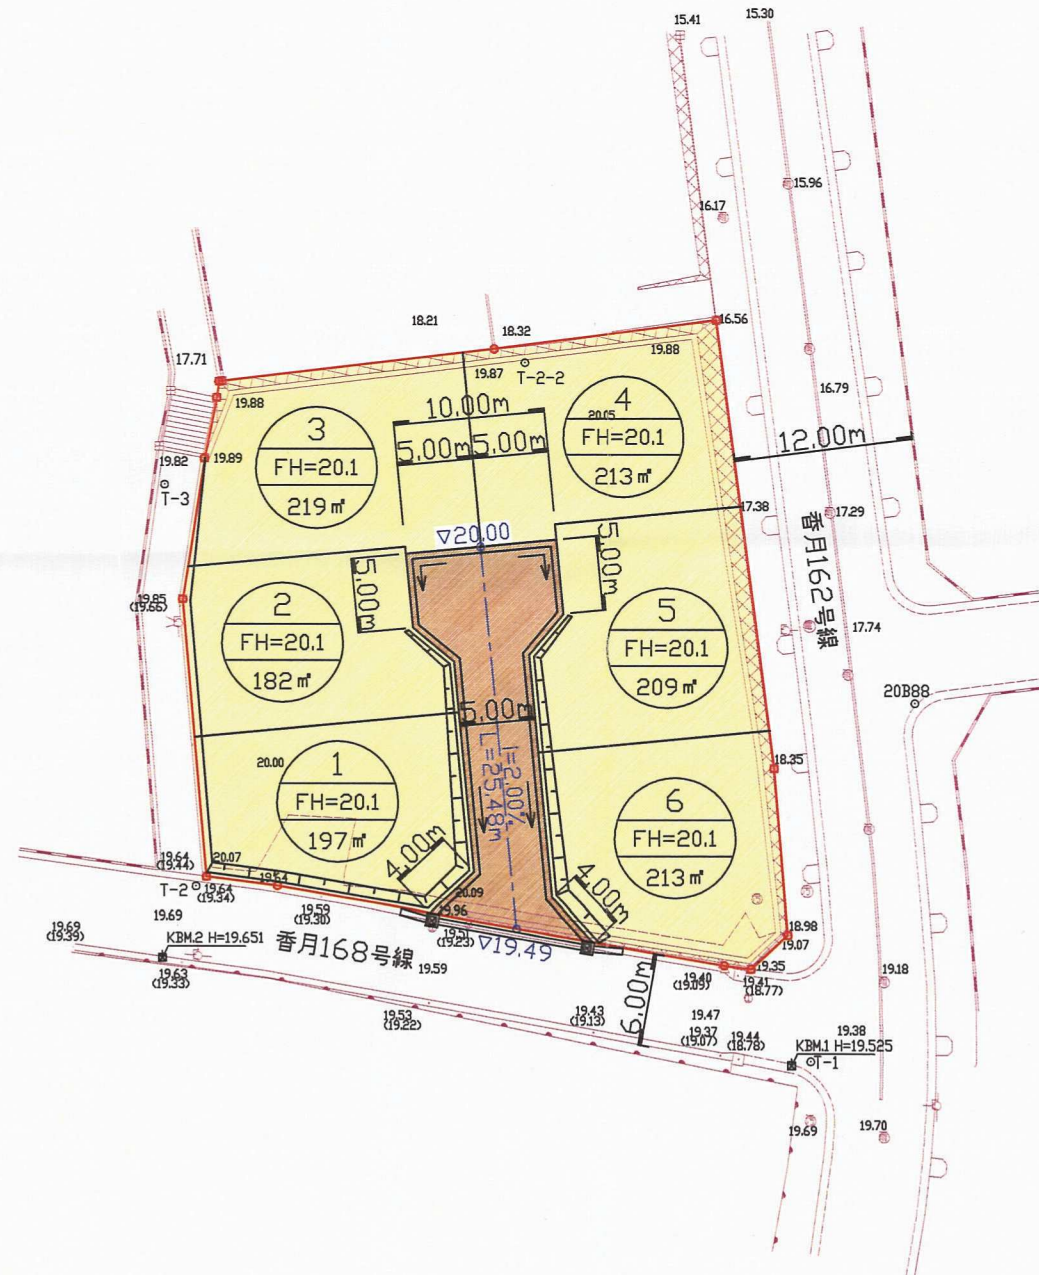 15.41
15.30
15.96
16.17
16.56
18.21
18.32
19.88
17.71
19.87
T-2-2
16.79
19.88
10.00m
12.00m
5.00m
5.00m
3
FH=20.1
219㎡
4
20.05
FH=20.1
213㎡
19.82
19.89
T-3
17.38
17.29
香月162号線
▽20.00
5.00m
5.00m
19.85
(19.66)
2
FH=20.1
182㎡
5
FH=20.1
209㎡
17.74
20B88
5.00m
i=2.00%
L=25.48m
20.00
1
FH=20.1
197㎡
18.35
6
FH=20.1
213㎡
4.00m
4.00m
19.64
(19.44)
20.07
T-2
19.64
(19.34)
19.64
20.09
19.96
19.59
(19.30)
19.51
(19.23)
18.98
19.07
19.69
(19.39)
19.69
KBM.2 H=19.651
香月168号線
▽19.49
19.59
19.63
(19.33)
19.40
(19.09)
19.35
19.41
(18.77)
19.18
6.00m
19.53
(19.22)
19.43
(19.13)
19.47
19.37
(19.07)
19.44
(18.78)
19.38
KBM.1 H=19.525
T-1
19.69
19.70